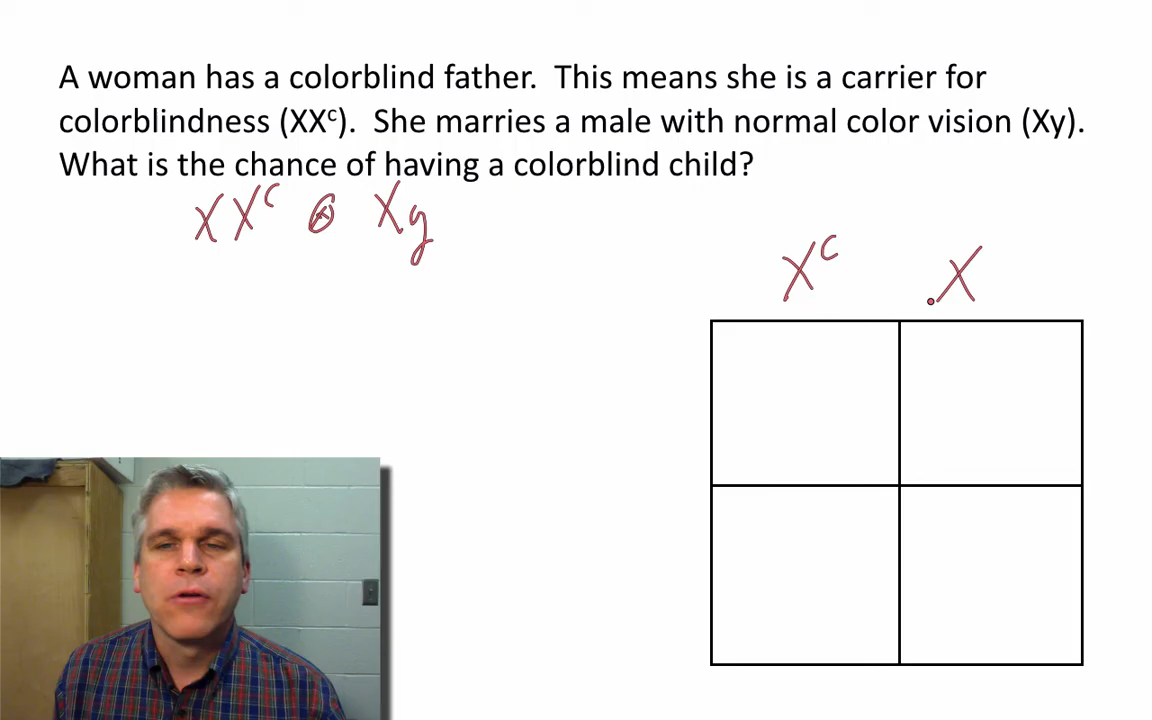 A woman has a colorblind father. This means she is a carrier for
colorblindness (XXᶜ). She marries a male with normal color vision (Xy).
What is the chance of having a colorblind child?
X Xᶜ ⊗ Xy
Xᶜ X